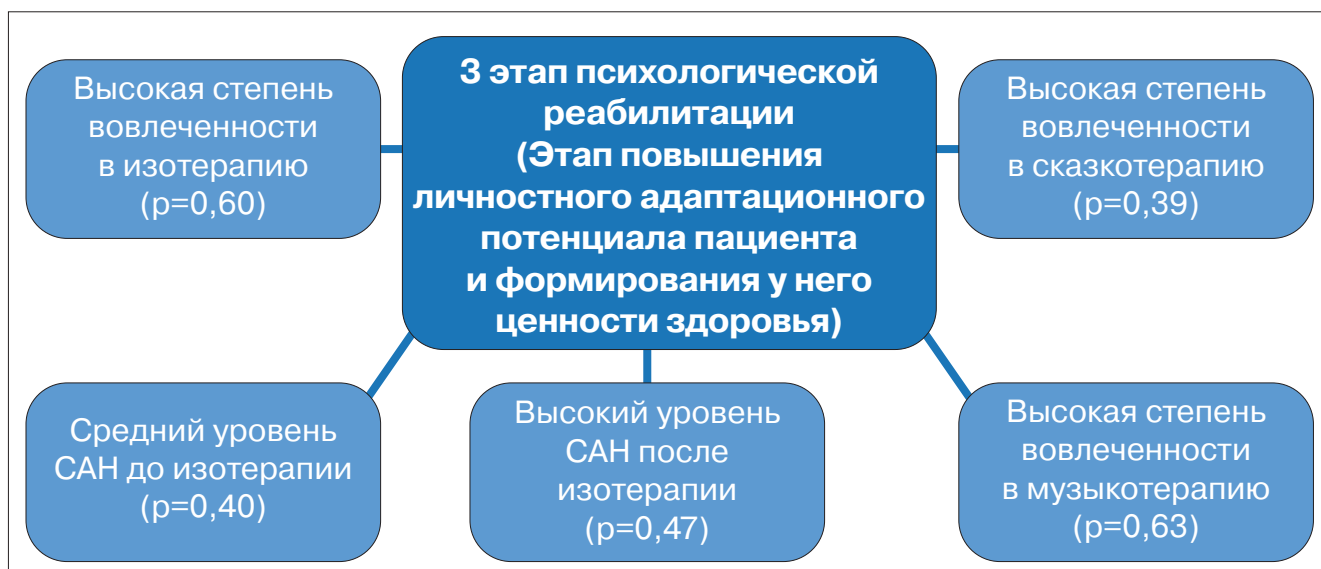 Высокая степень
вовлеченности
в изотерапию
(p=0,60)
3 этап психологической
реабилитации
(Этап повышения
личностного адаптационного
потенциала пациента
и формирования у него
ценности здоровья)
Высокая степень
вовлеченности
в сказкотерапию
(p=0,39)
Средний уровень
САН до изотерапии
(p=0,40)
Высокий уровень
САН после
изотерапии
(p=0,47)
Высокая степень
вовлеченности
в музыкотерапию
(p=0,63)